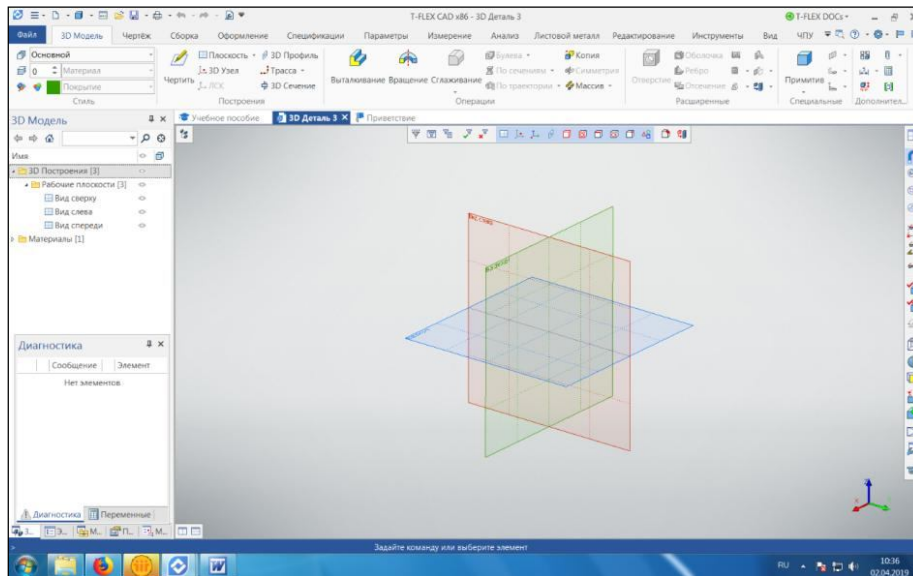 T-FLEX CAD x86 - 3D Деталь 3
T-FLEX DOCs
Файл 3D Модель Чертёж Сборка Оформление Спецификации Параметры Измерение Анализ Листовой металл Редактирование Инструменты Вид ЧПУ
Основной
0 Материал
Покрытие
Стиль
Чертить
Плоскость
3D Узел
ЛСК
3D Профиль
Трасса
3D Сечение
Построения
Выталкивание Вращение Сглаживание
Булева
По сечениям
По траектории
Копия
Симметрия
Массив
Операции
Отверстие
Оболочка
Ребро
Отсечение
Расширенные
Примитив
Специальные
Дополнител...
3D Модель
Учебное пособие 3D Деталь 3 Приветствие
Имя
3D Построения [3]
Рабочие плоскости [3]
Вид сверху
Вид слева
Вид спереди
Материалы [1]
Диагностика
Сообщение Элемент
Нет элементов
Диагностика Переменные
З... Э... М... П... М...
Задайте команду или выберите элемент
RU 10:36
02.04.2019